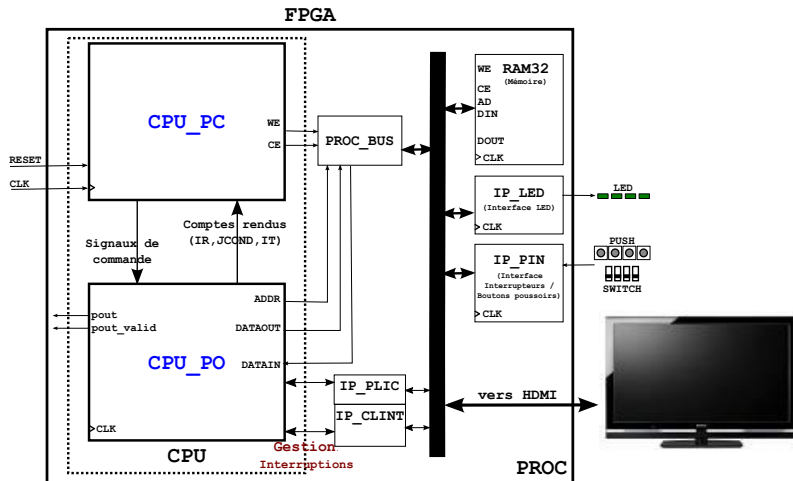 FPGA
CPU_PC
WE
CE
RESET
CLK
PROC_BUS
Signaux de
commande
Comptes rendus
(IR,JCOND,IT)
pout
pout_valid
CPU_PO
ADDR
DATAOUT
DATAIN
CLK
CPU
IP_PLIC
IP_CLINT
Gestion
Interruptions
RAM32
(Mémoire)
WE
CE
AD
DIN
DOUT
CLK
IP_LED
(Interface LED)
CLK
LED
IP_PIN
(Interface
Interrupteurs /
Boutons poussoirs)
CLK
PUSH
SWITCH
vers HDMI
PROC